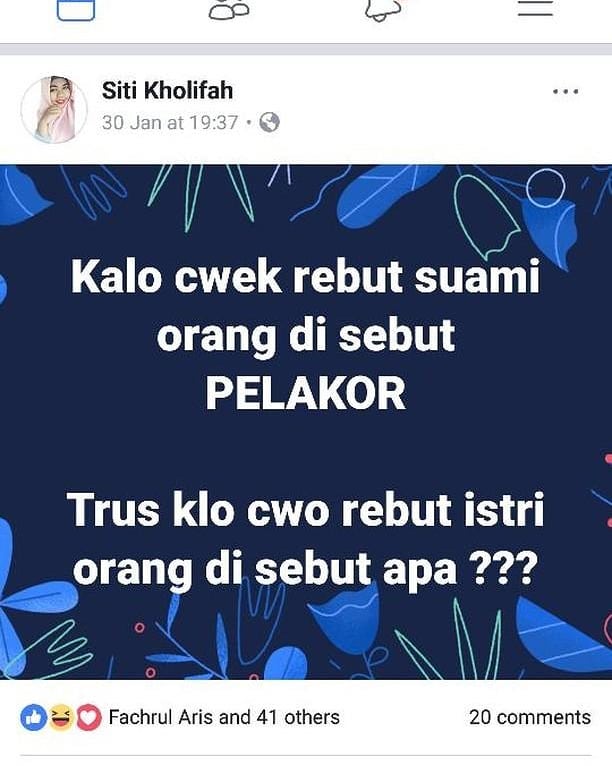 Siti Kholifah
30 Jan at 19:37
Kalo cwek rebut suami
orang di sebut
PELAKOR
Trus klo cwo rebut istri
orang di sebut apa ???
Fachrul Aris and 41 others
20 comments